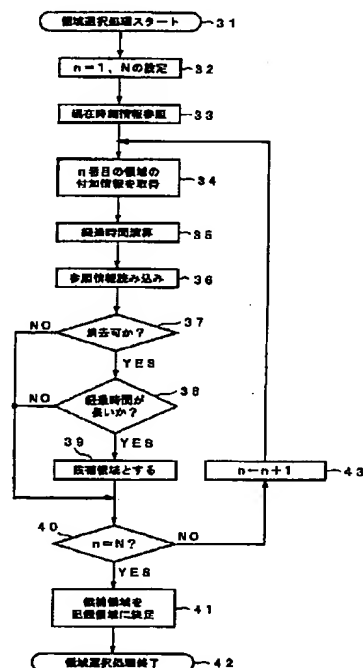 領域選択処理スタート 31
n=1、Nの設定 32
現在時間情報参照 33
n番目の領域の
付加情報を取得 34
経過時間演算 35
参照情報読み込み 36
消去可か? 37
NO
YES
経過時間が
長いか? 38
NO
YES
39
候補領域とする
n←n+1 43
40
n=N?
NO
YES
候補領域を
記録領域に決定 41
領域選択処理終了 42